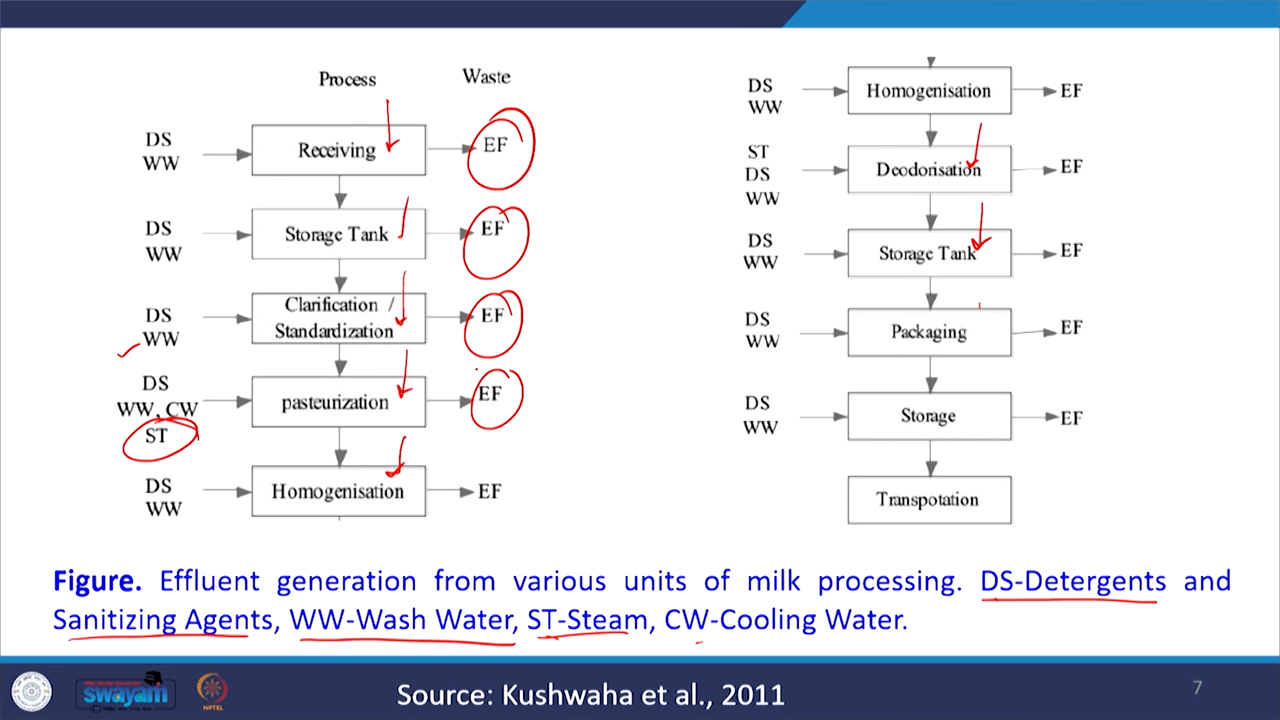 Process Waste
DS
WW
Receiving
EF
DS
WW
Storage Tank
EF
DS
WW
Clarification /
Standardization
EF
DS
WW, CW
ST
pasteurization
EF
DS
WW
Homogenisation
EF
DS
WW
Homogenisation
EF
ST
DS
WW
Deodorisation
EF
DS
WW
Storage Tank
EF
DS
WW
Packaging
EF
DS
WW
Storage
EF
Transpotation
Figure. Effluent generation from various units of milk processing. DS-Detergents and
Sanitizing Agents, WW-Wash Water, ST-Steam, CW-Cooling Water.
swayam
NPTEL
Source: Kushwaha et al., 2011
7